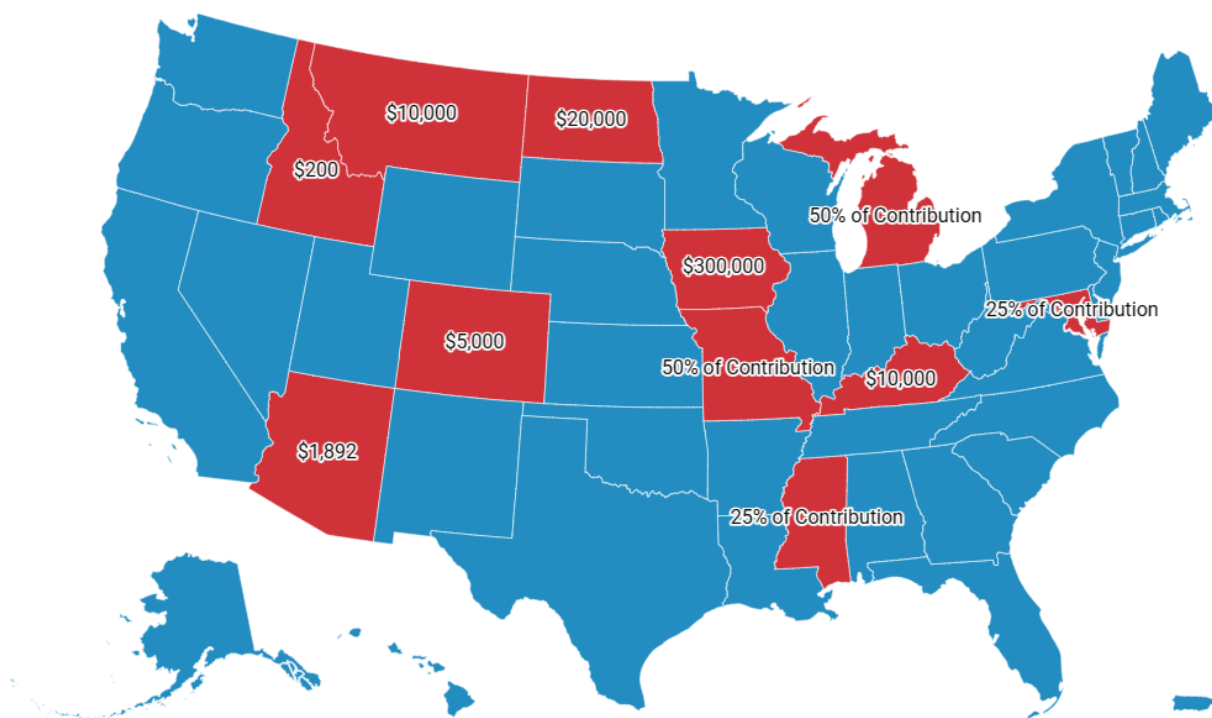 $10,000
$20,000
$200
50% of Contribution
$300,000
25% of Contribution
$5,000
50% of Contribution
$10,000
$1,892
25% of Contribution